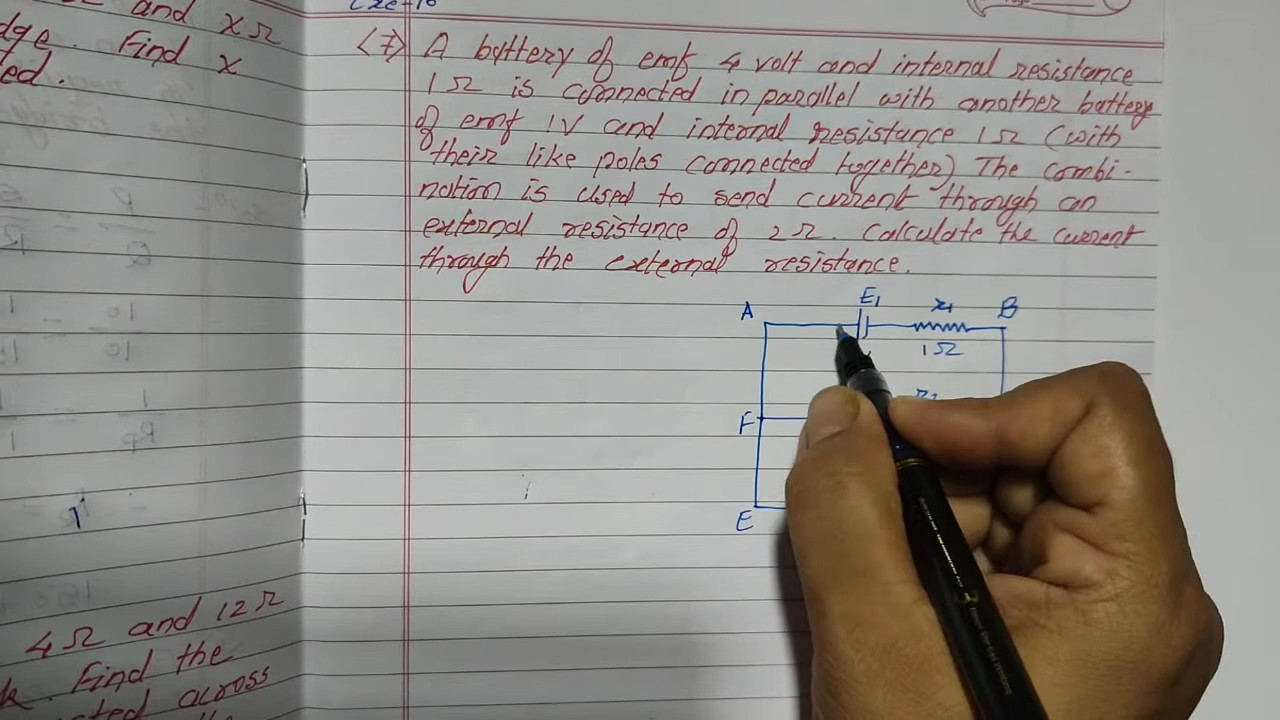 and XΩ
dge. Find x
ed.
<7> A battery of emf 4 volt and internal resistance
1Ω is connected in parallel with another battery
of emf 1V and internal resistance 1Ω (with
their like poles connected together) The combi-
nation is used to send current through an
external resistance of 2Ω. Calculate the current
through the external resistance.
A E1 r1 B
1Ω
F
E
4Ω and 12Ω
Find the
across